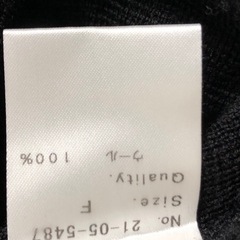 No. 21-05-5487
Size. F
Quality.
ウール 100%